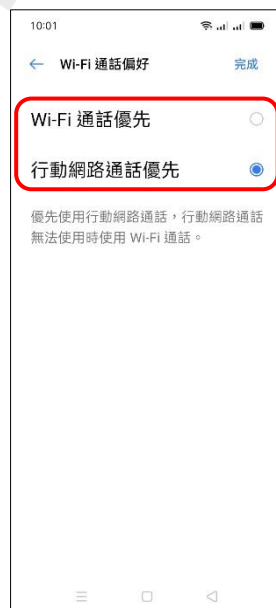 10:01
Wi-Fi 通話偏好
完成
Wi-Fi 通話優先
行動網路通話優先
優先使用行動網路通話，行動網路通話
無法使用時使用 Wi-Fi 通話。